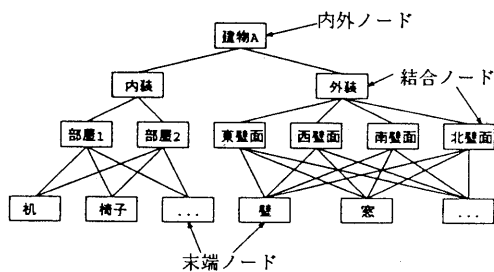 内外ノード
建物A
結合ノード
内装
外装
部屋1
部屋2
東壁面
西壁面
南壁面
北壁面
机
椅子
...
壁
窓
...
末端ノード